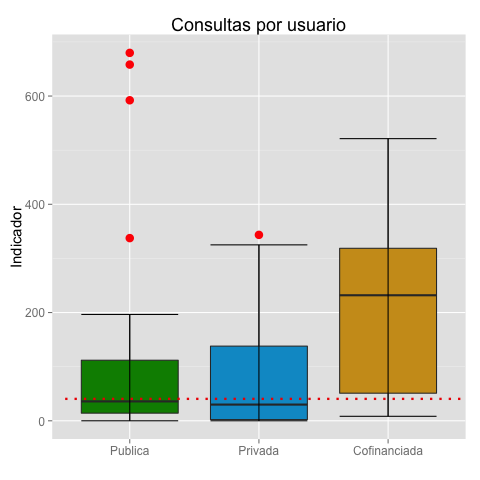 Consultas por usuario
Indicador
600
400
200
0
Publica
Privada
Cofinanciada